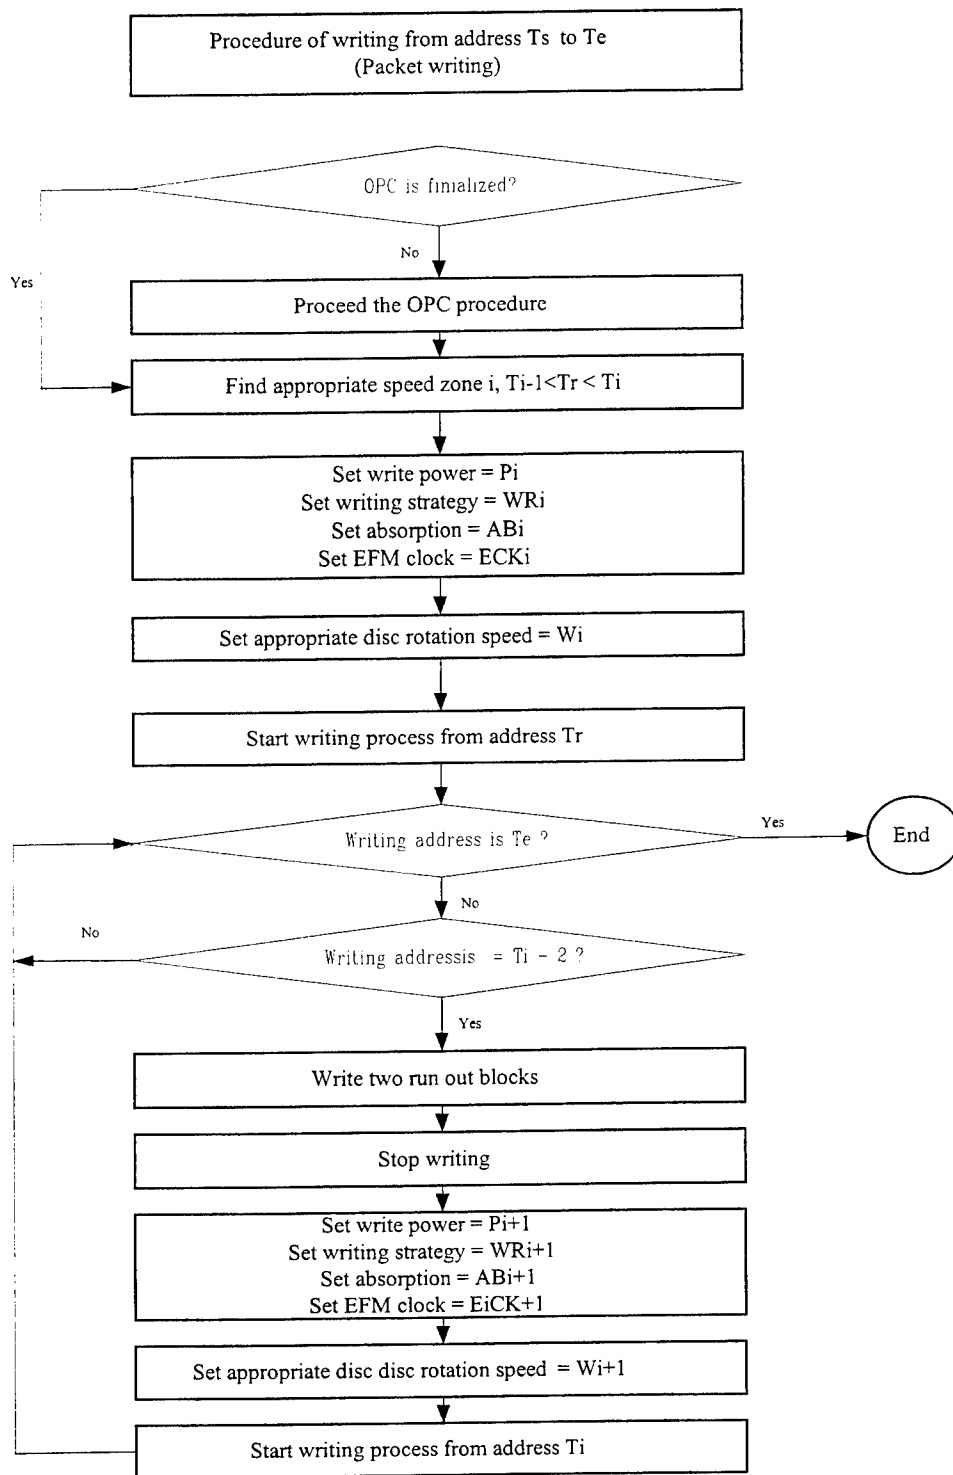 Procedure of writing from address Ts to Te
(Packet writing)
OPC is finialized?
No
Yes
Proceed the OPC procedure
Find appropriate speed zone i, Ti-1<Tr < Ti
Set write power = Pi
Set writing strategy = WRi
Set absorption = ABi
Set EFM clock = ECKi
Set appropriate disc rotation speed = Wi
Start writing process from address Tr
Writing address is Te ?
Yes
End
No
No
Writing addressis = Ti - 2 ?
Yes
Write two run out blocks
Stop writing
Set write power = Pi+1
Set writing strategy = WRi+1
Set absorption = ABi+1
Set EFM clock = EiCK+1
Set appropriate disc disc rotation speed = Wi+1
Start writing process from address Ti